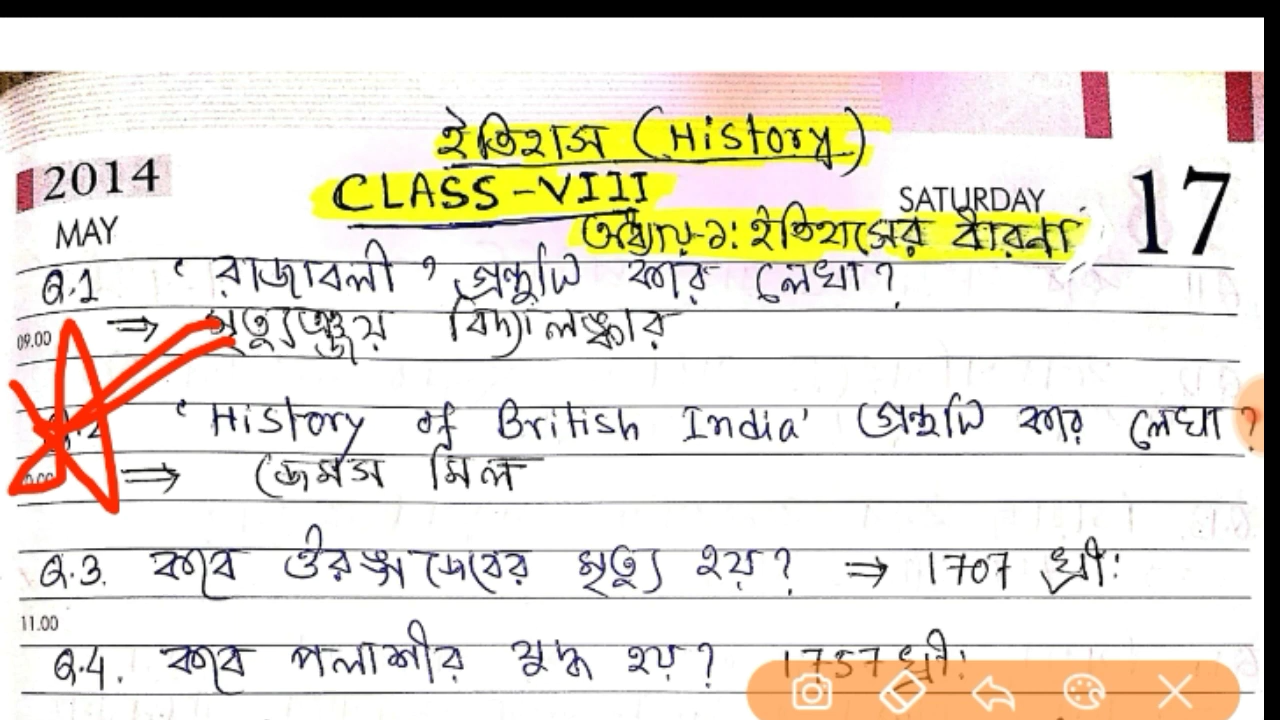 ইতিহাস (History)
2014
CLASS-VIII
SATURDAY
17
MAY
অধ্যায়-১: ইতিহাসের ধারনা
Q.1 'রাজাবলী' গ্রন্থটি কার লেখা?
09.00 ⇒ মৃত্যুঞ্জয় বিদ্যালঙ্কার
Q.2 'History of British India' গ্রন্থটি কার লেখা?
⇒ জেমস মিল
Q.3. কবে ঔরঙ্গজেবের মৃত্যু হয়? ⇒ 1707 খ্রী:
11.00
Q.4. কবে পলাশীর যুদ্ধ হয়? 1757 খ্রী: